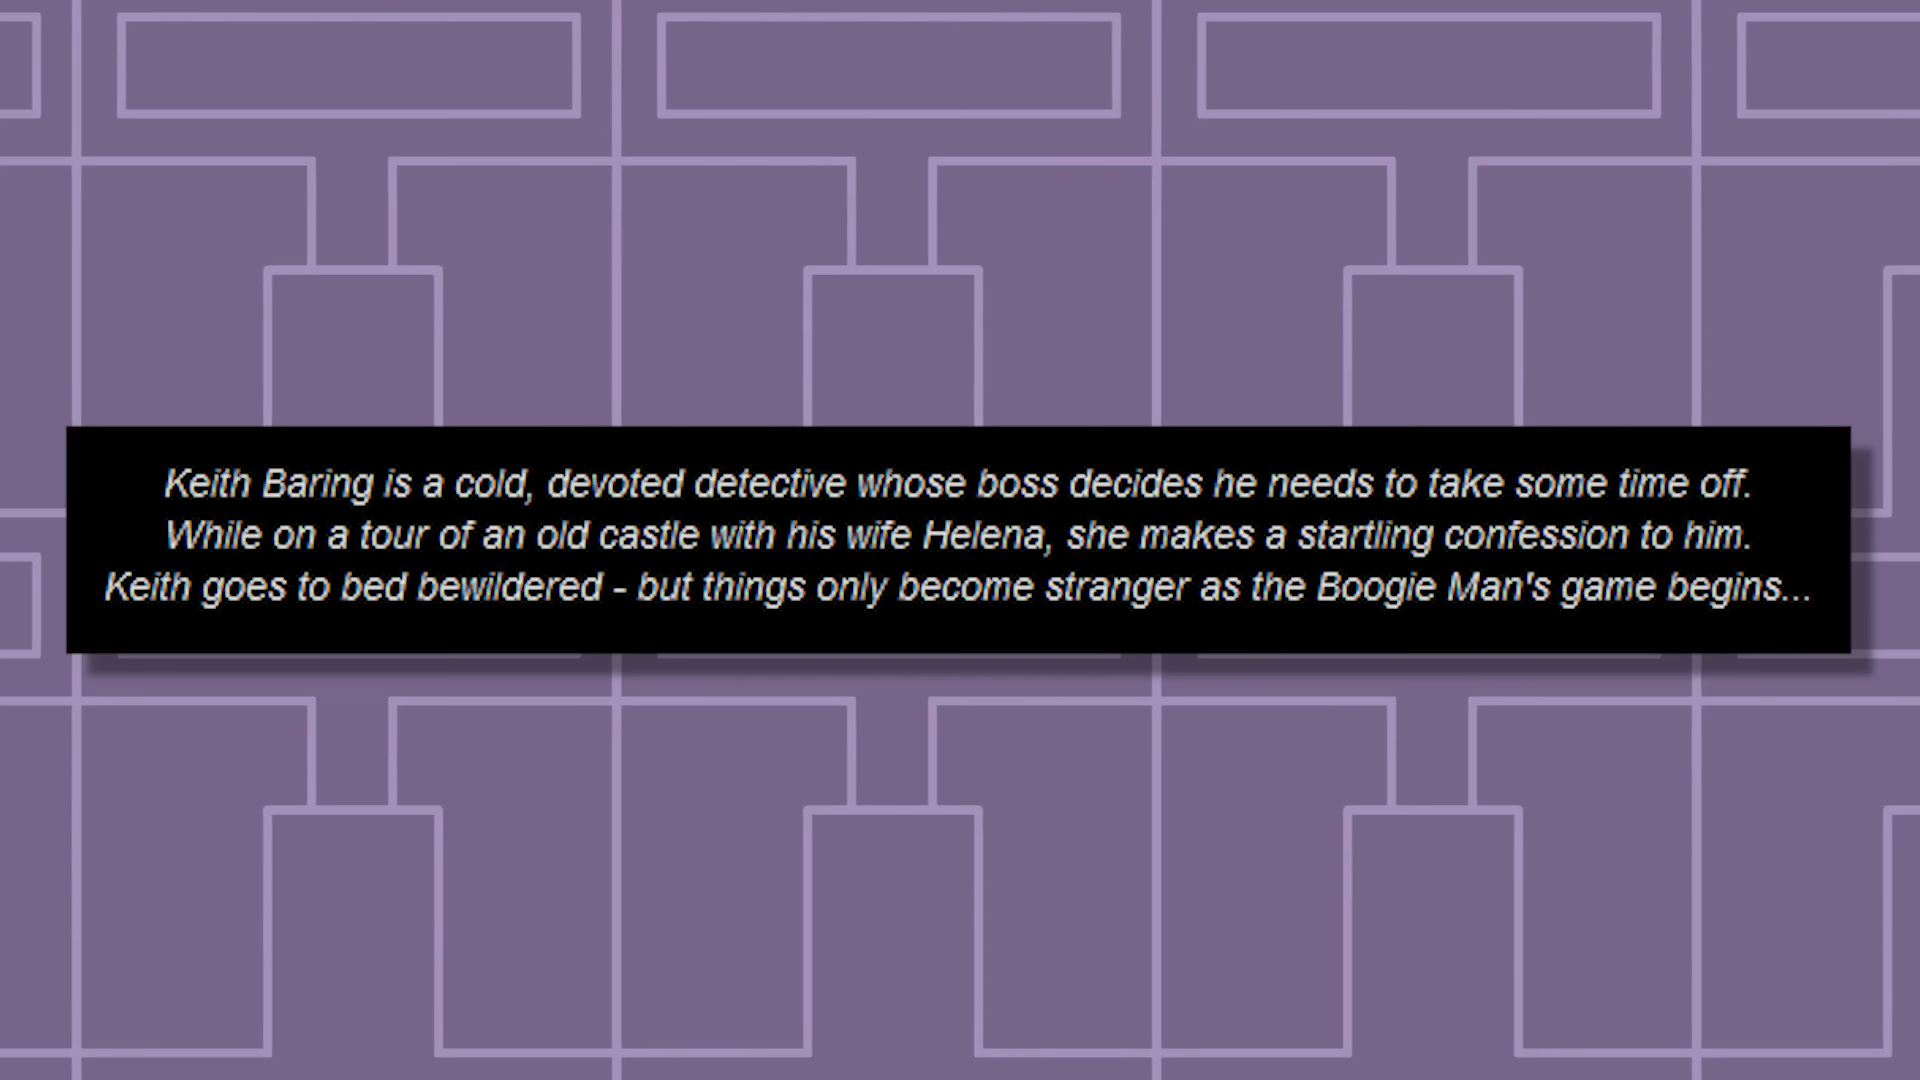 Keith Baring is a cold, devoted detective whose boss decides he needs to take some time off.
While on a tour of an old castle with his wife Helena, she makes a startling confession to him.
Keith goes to bed bewildered - but things only become stranger as the Boogie Man's game begins...